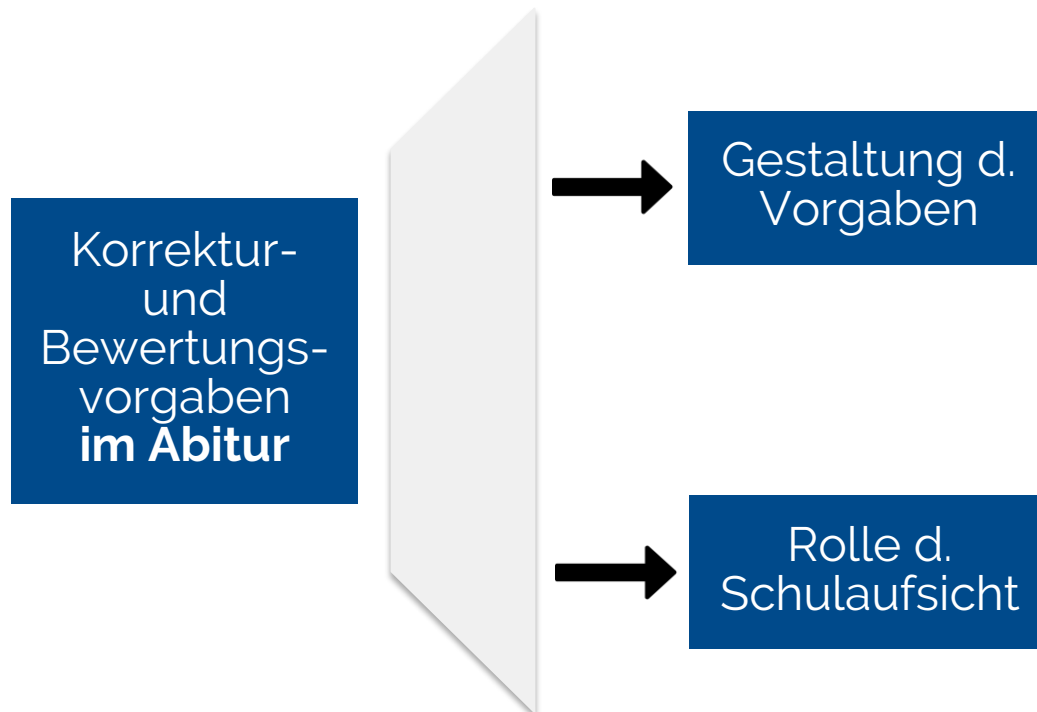 Korrektur-
und
Bewertungs-
vorgaben
im Abitur
Gestaltung d.
Vorgaben
Rolle d.
Schulaufsicht